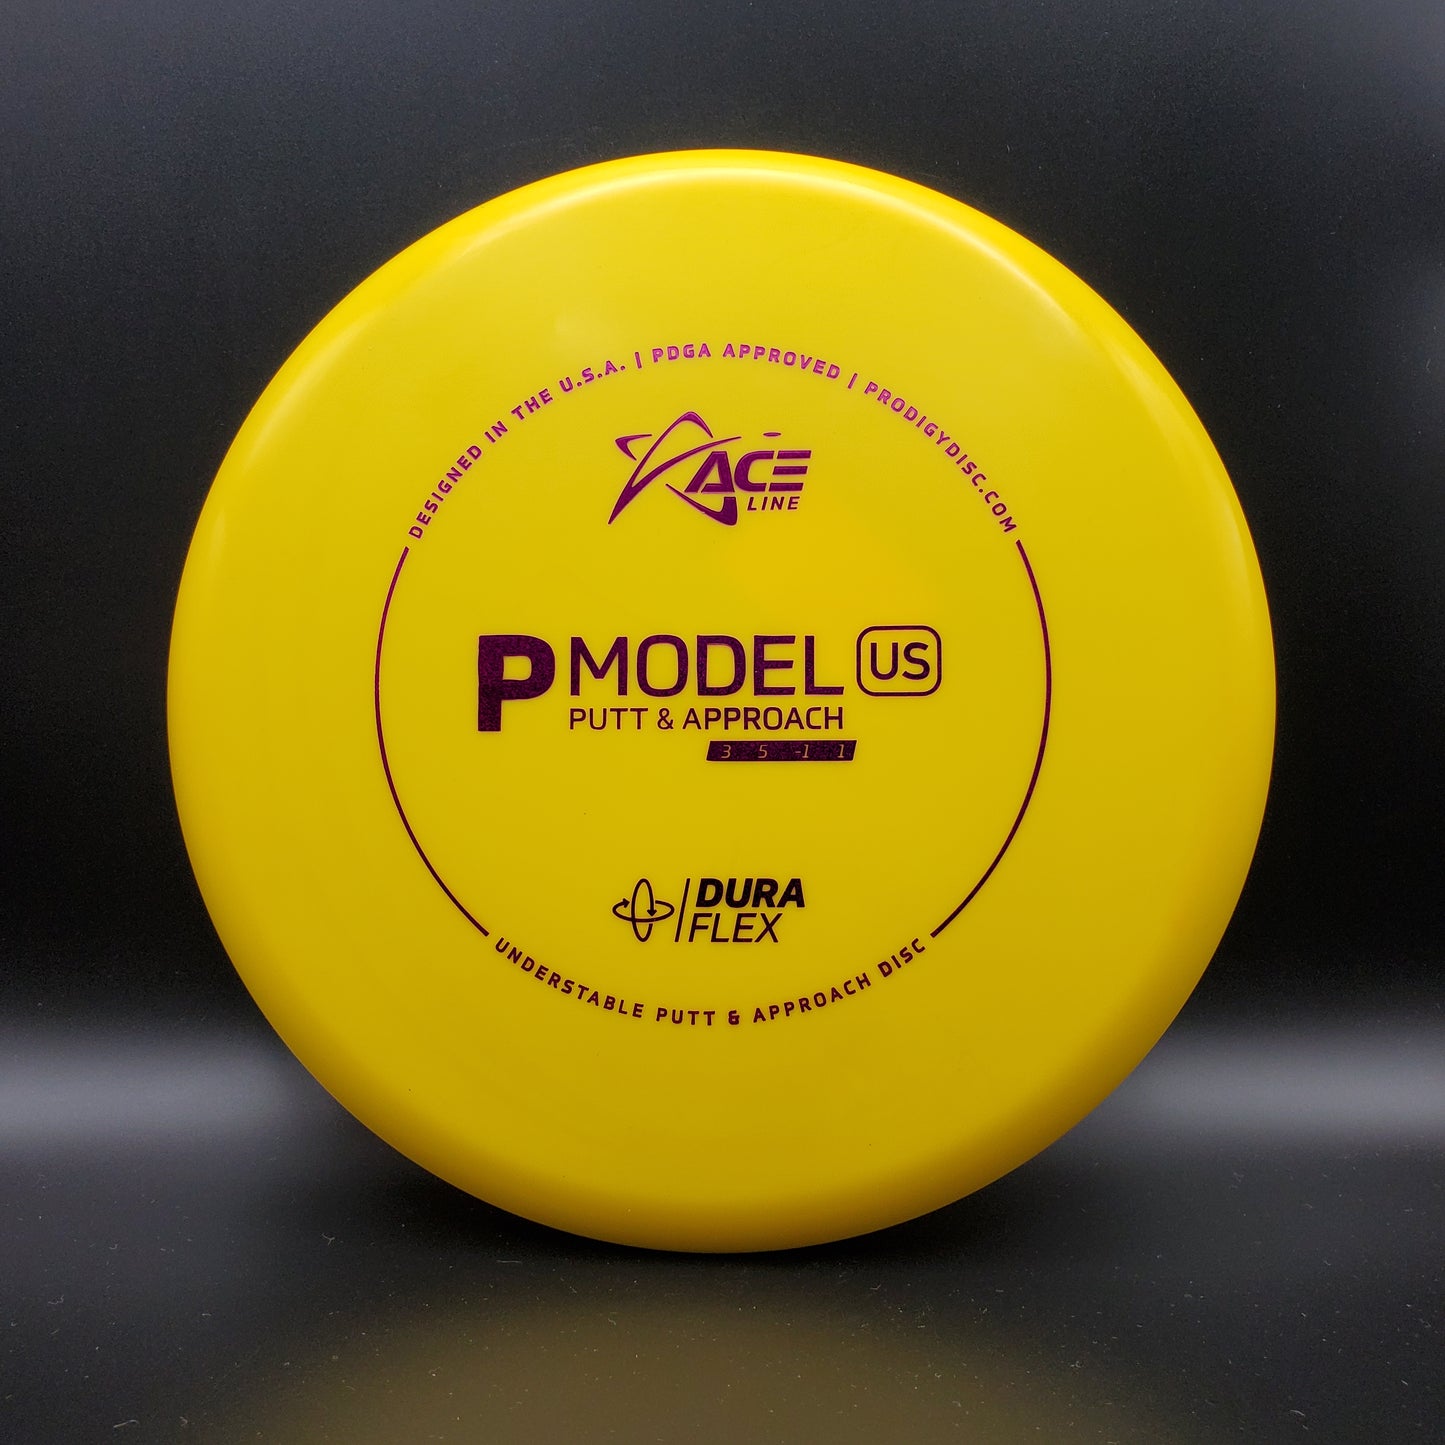 DESIGNED IN THE U.S.A. | PDGA APPROVED | PRODIGYDISC.COM
ACE
LINE
P MODEL US
PUTT & APPROACH
3 5 -1 1
DURA
FLEX
UNDERSTABLE PUTT & APPROACH DISC